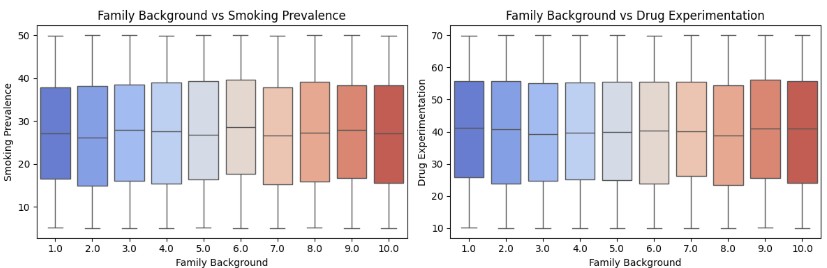 Family Background vs Smoking Prevalence
Smoking Prevalence
50
40
30
20
10
1.0 2.0 3.0 4.0 5.0 6.0 7.0 8.0 9.0 10.0
Family Background
Family Background vs Drug Experimentation
Drug Experimentation
70
60
50
40
30
20
10
1.0 2.0 3.0 4.0 5.0 6.0 7.0 8.0 9.0 10.0
Family Background